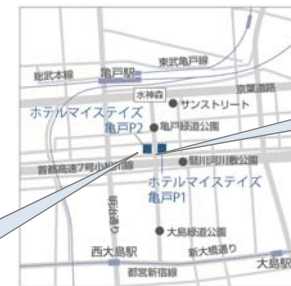 東武亀戸線
亀戸駅
総武本線
京葉道路
水神森
サンストリート
ホテルマイステイズ
亀戸P2
亀戸緑道公園
首都高速7号小松川線
竪川河川敷公園
ホテルマイステイズ
亀戸P1
明治通り
大島緑道公園
西大島駅
新大橋通り
大島駅
都営新宿線